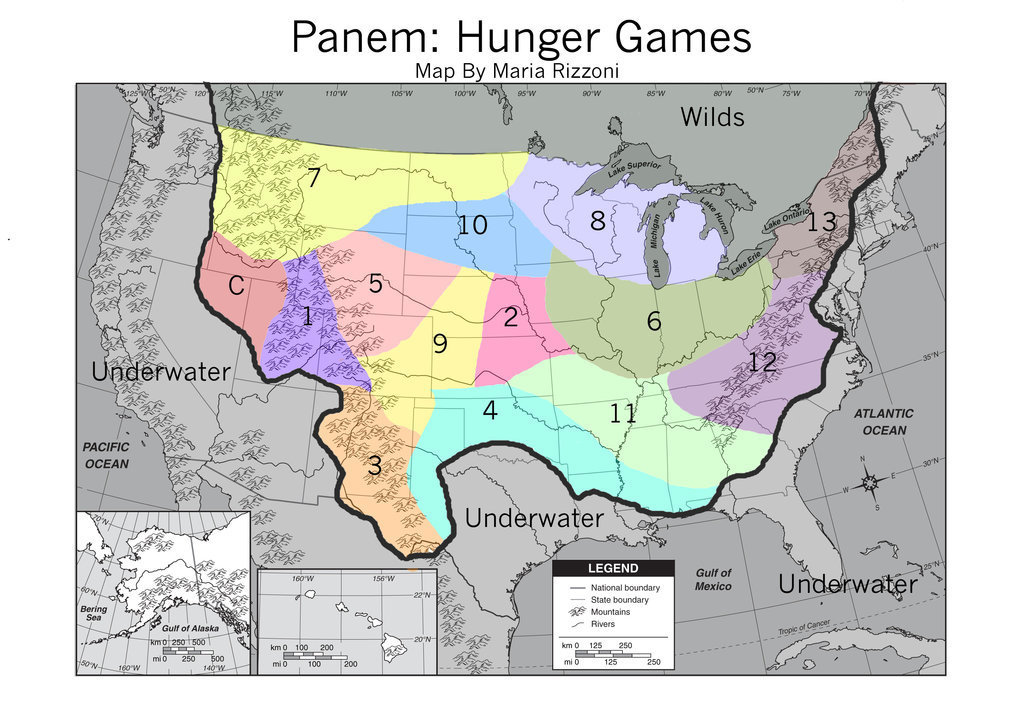 Panem: Hunger Games
Map By Maria Rizzoni
125°W 50°N 120°W 115°W 110°W 105°W 100°W 95°W 90°W 85°W 50°N 75°W 70°W
Wilds
Lake Superior
7
8
10
Lake Michigan
Lake Huron
Lake Ontario
13
40°N
Lake Erie
C
5
1
2
6
9
35°N
Underwater
12
4
11
ATLANTIC
OCEAN
PACIFIC
OCEAN
3
30°N
N
W E
S
Underwater
LEGEND
National boundary
State boundary
Mountains
Rivers
km 0 125 250
mi 0 125 250
Gulf of
Mexico
Underwater
25°N
Tropic of Cancer
60°N
Bering
Sea
Gulf of Alaska
km 0 250 500
mi 0 250 500
50°N 160°W 140°W
160°W 156°W
22°N
20°N
km 0 100 200
mi 0 100 200